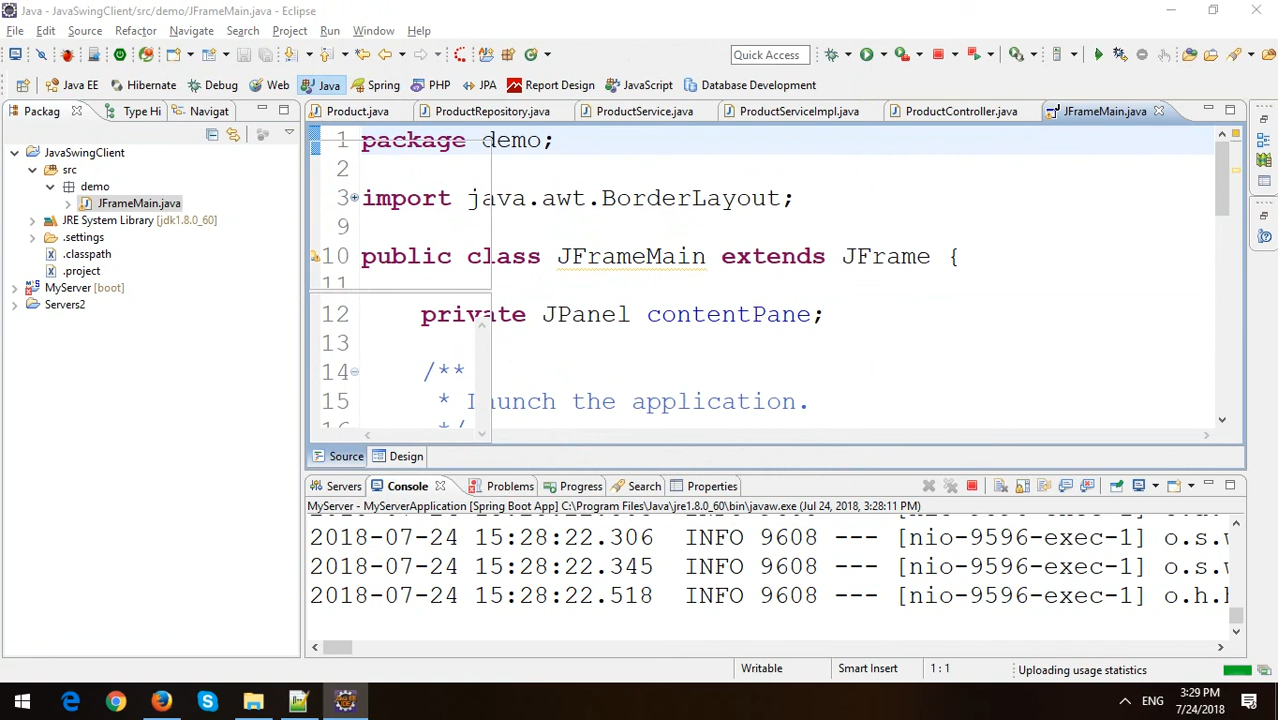 Java - JavaSwingClient/src/demo/JFrameMain.java - Eclipse
File Edit Source Refactor Navigate Search Project Run Window Help
Quick Access
Java EE Hibernate Debug Web Java Spring PHP JPA Report Design JavaScript Database Development
Packag Type Hi Navigat
Product.java ProductRepository.java ProductService.java ProductServiceImpl.java ProductController.java JFrameMain.java
JavaSwingClient
src
demo
JFrameMain.java
JRE System Library [jdk1.8.0_60]
.settings
.classpath
.project
MyServer [boot]
Servers2
1 package demo;
2
3 import java.awt.BorderLayout;
9
10 public class JFrameMain extends JFrame {
11
12 private JPanel contentPane;
13
14 /**
15 * Launch the application.
16 */
Source Design
Servers Console Problems Progress Search Properties
MyServer - MyServerApplication [Spring Boot App] C:\Program Files\Java\jre1.8.0_60\bin\javaw.exe (Jul 24, 2018, 3:28:11 PM)
2018-07-24 15:28:22.306 INFO 9608 --- [nio-9596-exec-1] o.s.w
2018-07-24 15:28:22.345 INFO 9608 --- [nio-9596-exec-1] o.s.w
2018-07-24 15:28:22.518 INFO 9608 --- [nio-9596-exec-1] o.h.h
Writable Smart Insert 1 : 1 Uploading usage statistics
ENG 3:29 PM
7/24/2018